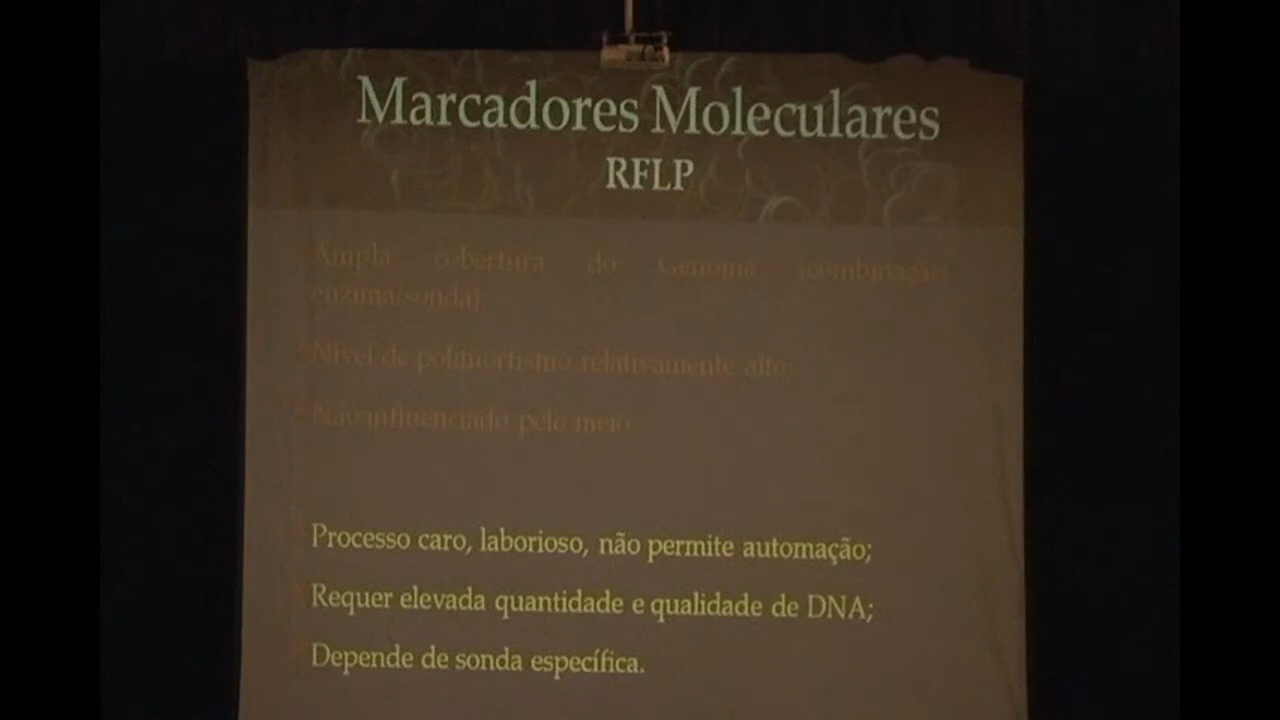 Marcadores Moleculares
RFLP
Ampla cobertura do Genoma (combinação
enzima/sonda);
Nível de polimorfismo relativamente alto;
Não influenciado pelo meio;
Processo caro, laborioso, não permite automação;
Requer elevada quantidade e qualidade de DNA;
Depende de sonda específica.